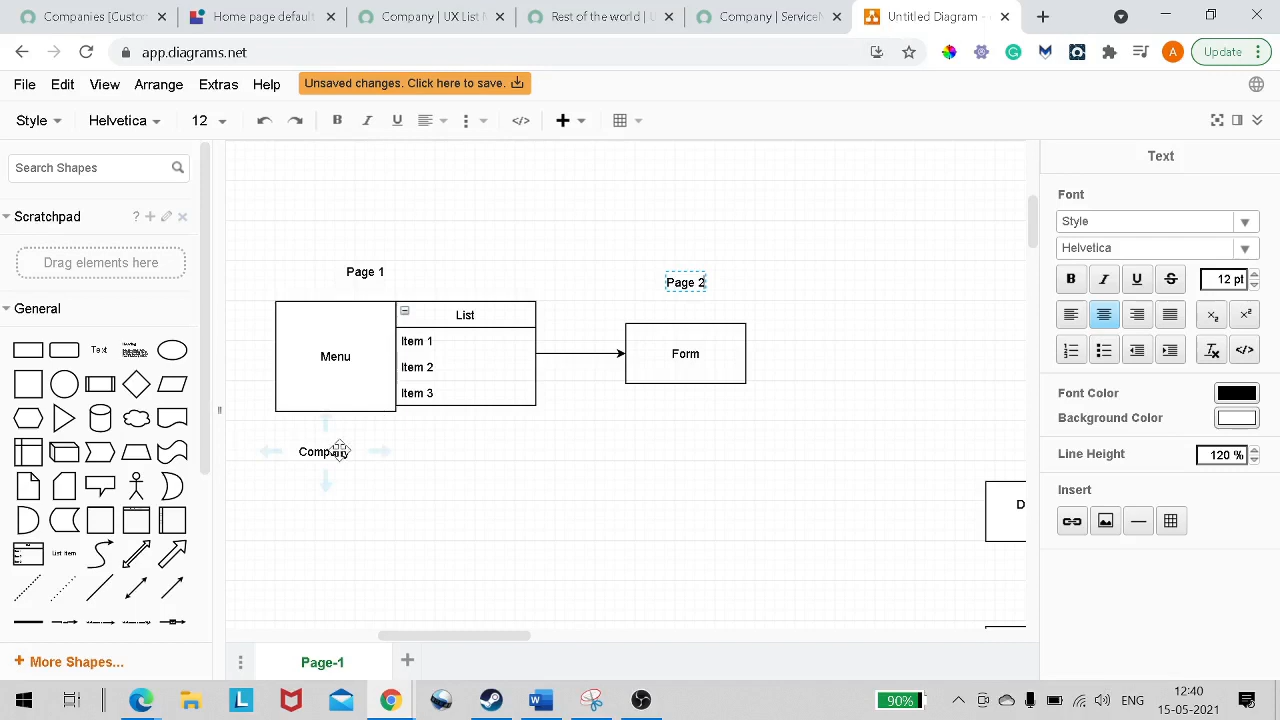 Companies [Custom
Home page default
Company | UX List
Rest of the world | U
Company | Service
Untitled Diagram -
app.diagrams.net
A
Update
File Edit View Arrange Extras Help
Unsaved changes. Click here to save.
Style
Helvetica
12
B I U
</>
Search Shapes
Scratchpad
Drag elements here
General
Text
List Item
+ More Shapes...
Page 1
Page 2
Menu
List
Item 1
Item 2
Item 3
Form
Company
D
Page-1
Text
Font
Style
Helvetica
B I U S
12 pt
Font Color
Background Color
Line Height
120 %
Insert
90%
ENG
12:40
15-05-2021